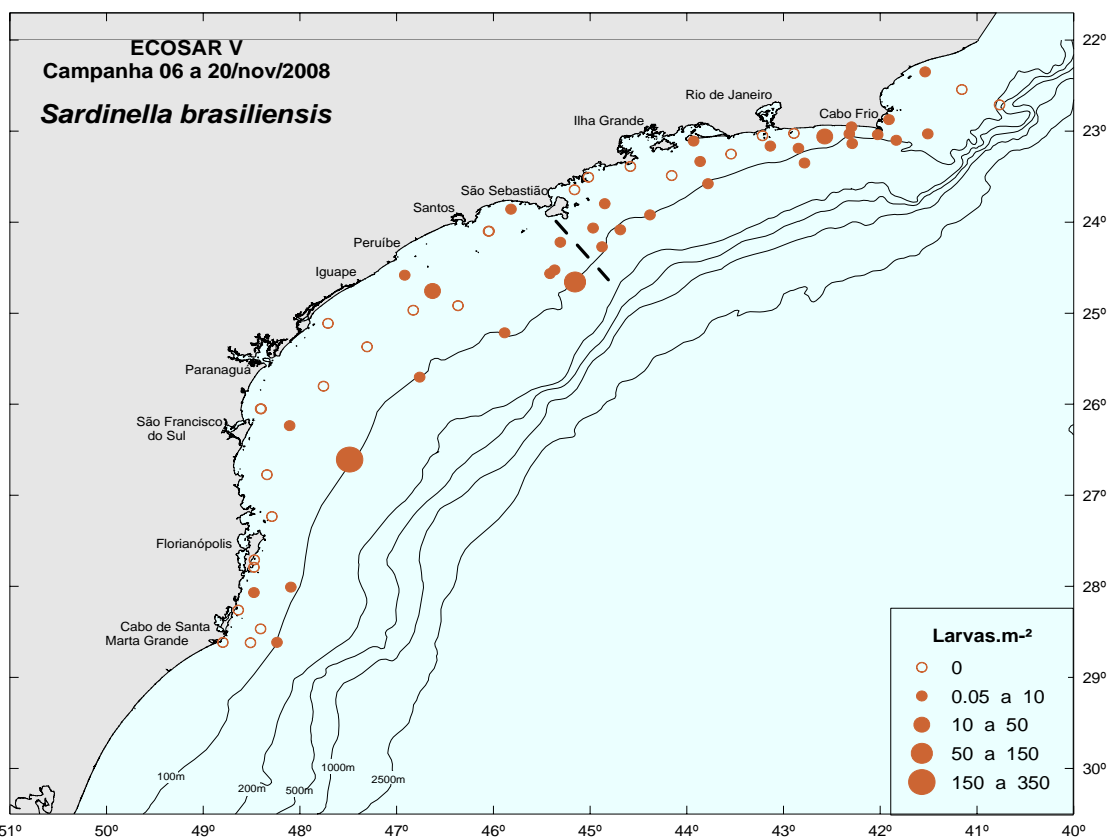 ECOSAR V
Campanha 06 a 20/nov/2008
Sardinella brasiliensis
Rio de Janeiro
Cabo Frio
Ilha Grande
São Sebastião
Santos
Peruíbe
Iguape
Paranaguá
São Francisco
do Sul
Florianópolis
Cabo de Santa
Marta Grande
100m
200m
500m
1000m
2500m
Larvas.m-²
0
0.05 a 10
10 a 50
50 a 150
150 a 350
22º
23º
24º
25º
26º
27º
28º
29º
30º
51º 50º 49º 48º 47º 46º 45º 44º 43º 42º 41º 40º